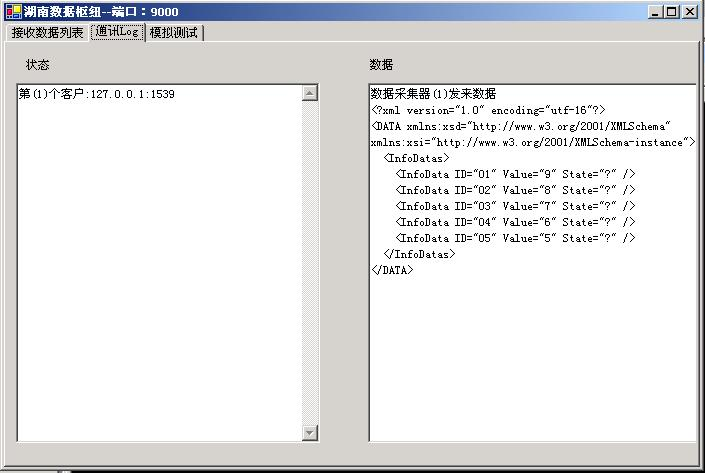 湖南数据枢纽--端口：9000
接收数据列表 通讯Log 模拟测试
状态
数据
第(1)个客户:127.0.0.1:1539
数据采集器(1)发来数据
<?xml version="1.0" encoding="utf-16"?>
<DATA xmlns:xsd="http://www.w3.org/2001/XMLSchema"
xmlns:xsi="http://www.w3.org/2001/XMLSchema-instance">
<InfoDatas>
<InfoData ID="01" Value="9" State="?" />
<InfoData ID="02" Value="8" State="?" />
<InfoData ID="03" Value="7" State="?" />
<InfoData ID="04" Value="6" State="?" />
<InfoData ID="05" Value="5" State="?" />
</InfoDatas>
</DATA>